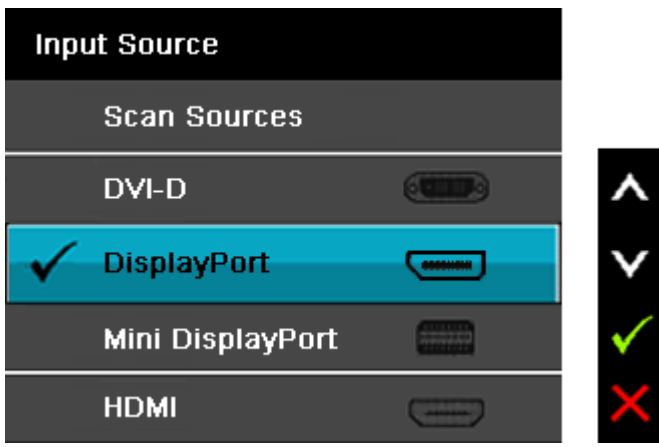 Input Source
Scan Sources
DVI-D
DisplayPort
Mini DisplayPort
HDMI